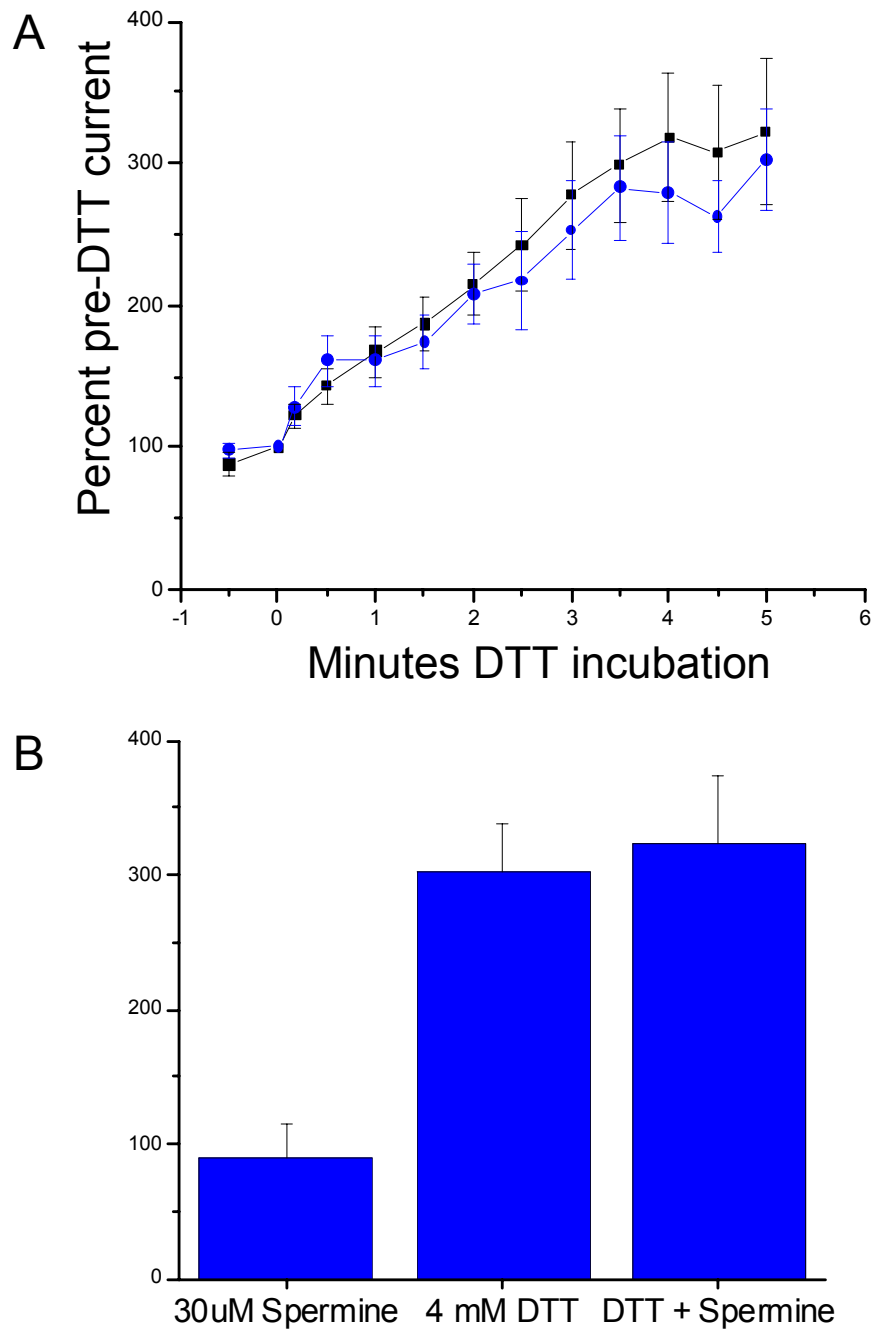 A
400
300
200
100
0
Percent pre-DTT current
-1 0 1 2 3 4 5 6
Minutes DTT incubation
B
400
300
200
100
0
30uM Spermine 4 mM DTT DTT + Spermine